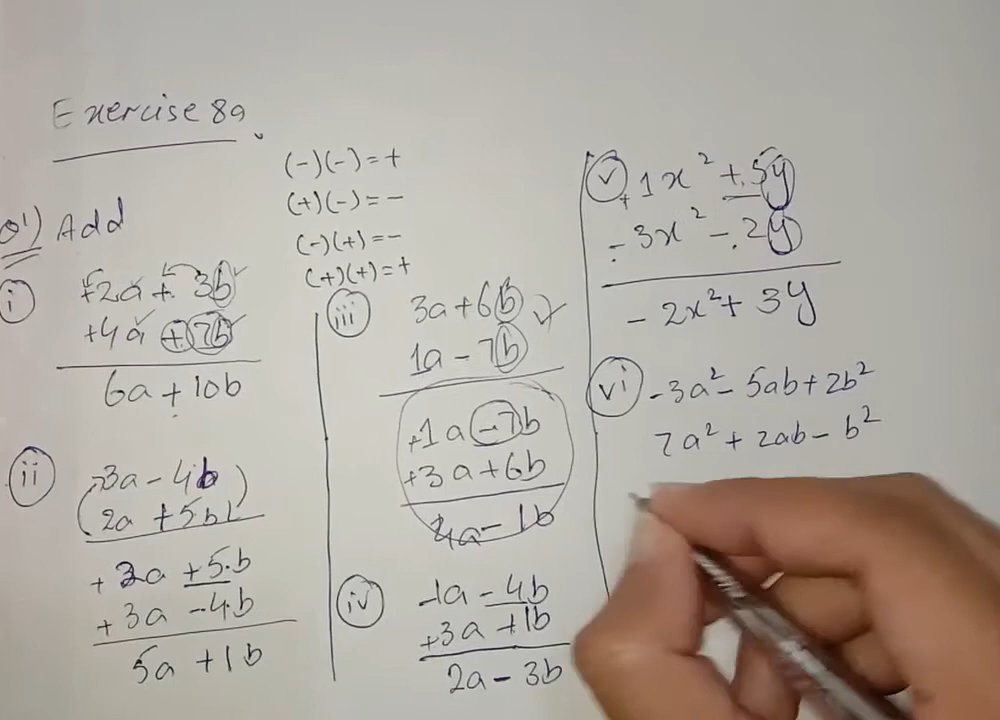 Exercise 8a.
Q1) Add
(-)(-) = +
(+)(-) = -
(-)(+) = -
(+)(+) = +
i
+2a + 3b
+4a + 7b
6a + 10b
ii
3a - 4b
2a + 5b
+ 2a + 5b
+ 3a - 4b
5a + 1b
iii
3a + 6b
1a - 7b
+1a - 7b
+3a + 6b
4a - 1b
iv
-1a - 4b
+3a + 1b
2a - 3b
v
+1x² + 5y
-3x² - 2y
-2x² + 3y
vi
-3a² - 5ab + 2b²
7a² + 2ab - b²